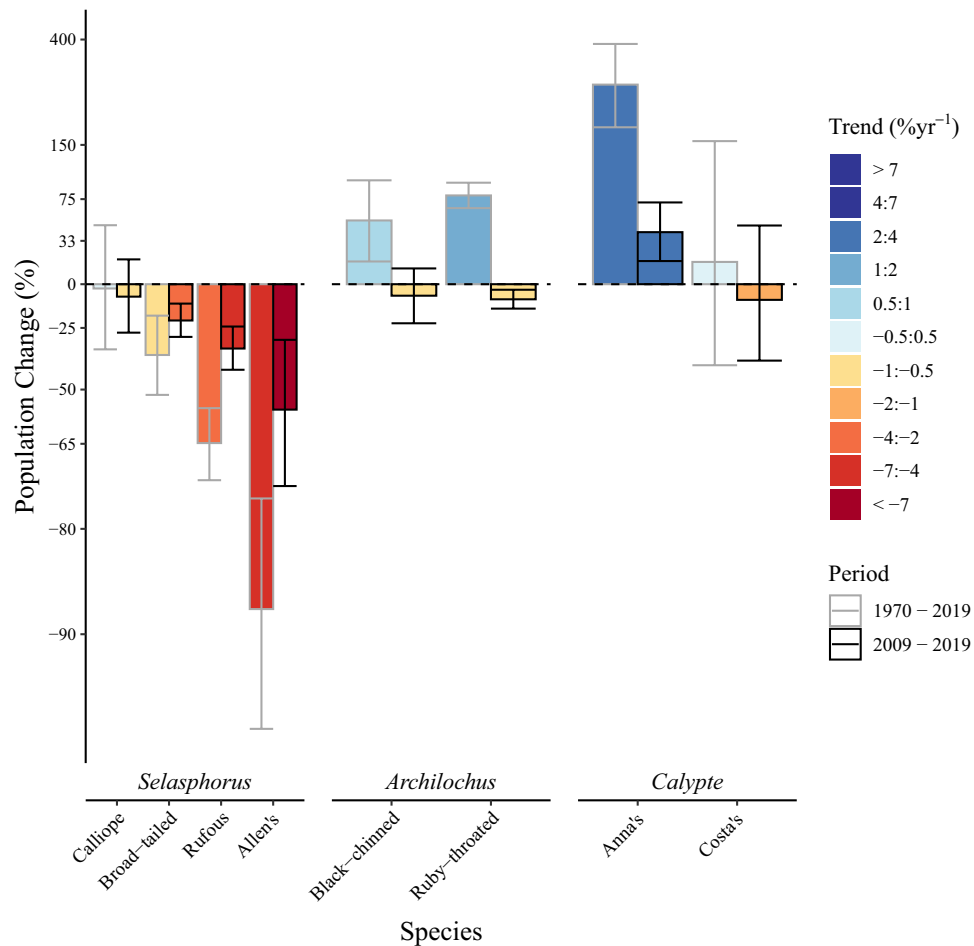 400
150
75
33
0
−25
−50
−65
−80
−90
Population Change (%)
Selasphorus
Archilochus
Calypte
Calliope
Broad−tailed
Rufous
Allen's
Black−chinned
Ruby−throated
Anna's
Costa's
Species
Trend (%yr−1)
> 7
4:7
2:4
1:2
0.5:1
−0.5:0.5
−1:−0.5
−2:−1
−4:−2
−7:−4
< −7
Period
1970 − 2019
2009 − 2019